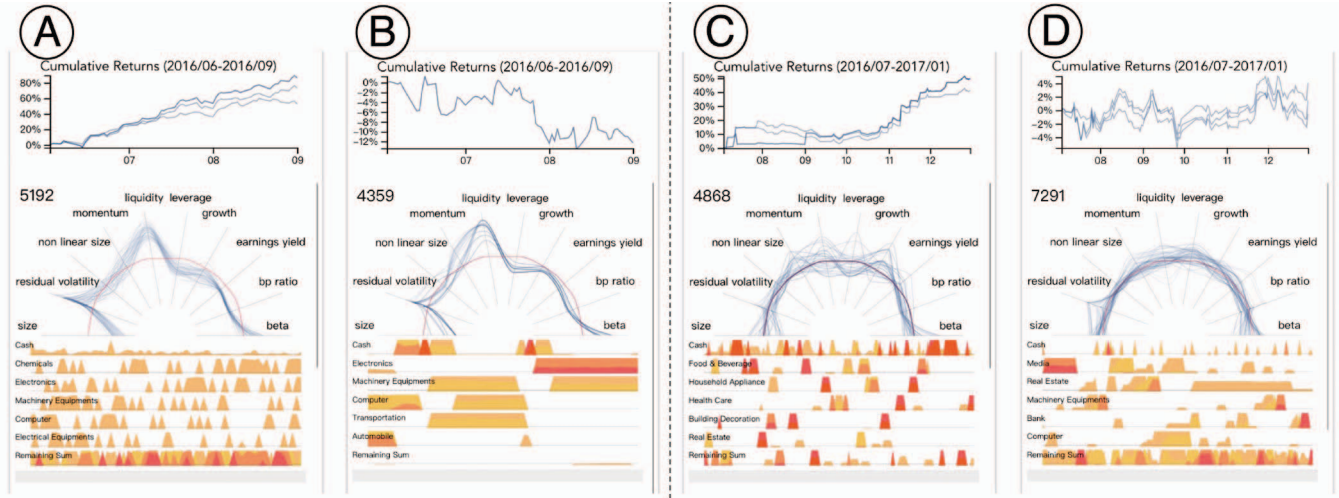 A
Cumulative Returns (2016/06-2016/09)
80%
60%
40%
20%
0%
07 08 09
5192
liquidity leverage
momentum growth
non linear size earnings yield
residual volatility bp ratio
size beta
Cash
Chemicals
Electronics
Machinery Equipments
Computer
Electrical Equipments
Remaining Sum
B
Cumulative Returns (2016/06-2016/09)
0%
-2%
-4%
-6%
-8%
-10%
-12%
07 08 09
4359
liquidity leverage
momentum growth
non linear size earnings yield
residual volatility bp ratio
size beta
Cash
Electronics
Machinery Equipments
Computer
Transportation
Automobile
Remaining Sum
C
Cumulative Returns (2016/07-2017/01)
50%
40%
30%
20%
10%
0%
08 09 10 11 12
4868
liquidity leverage
momentum growth
non linear size earnings yield
residual volatility bp ratio
size beta
Cash
Food & Beverage
Household Appliance
Health Care
Building Decoration
Real Estate
Remaining Sum
D
Cumulative Returns (2016/07-2017/01)
4%
2%
0%
-2%
-4%
08 09 10 11 12
7291
liquidity leverage
momentum growth
non linear size earnings yield
residual volatility bp ratio
size beta
Cash
Media
Real Estate
Machinery Equipments
Bank
Computer
Remaining Sum